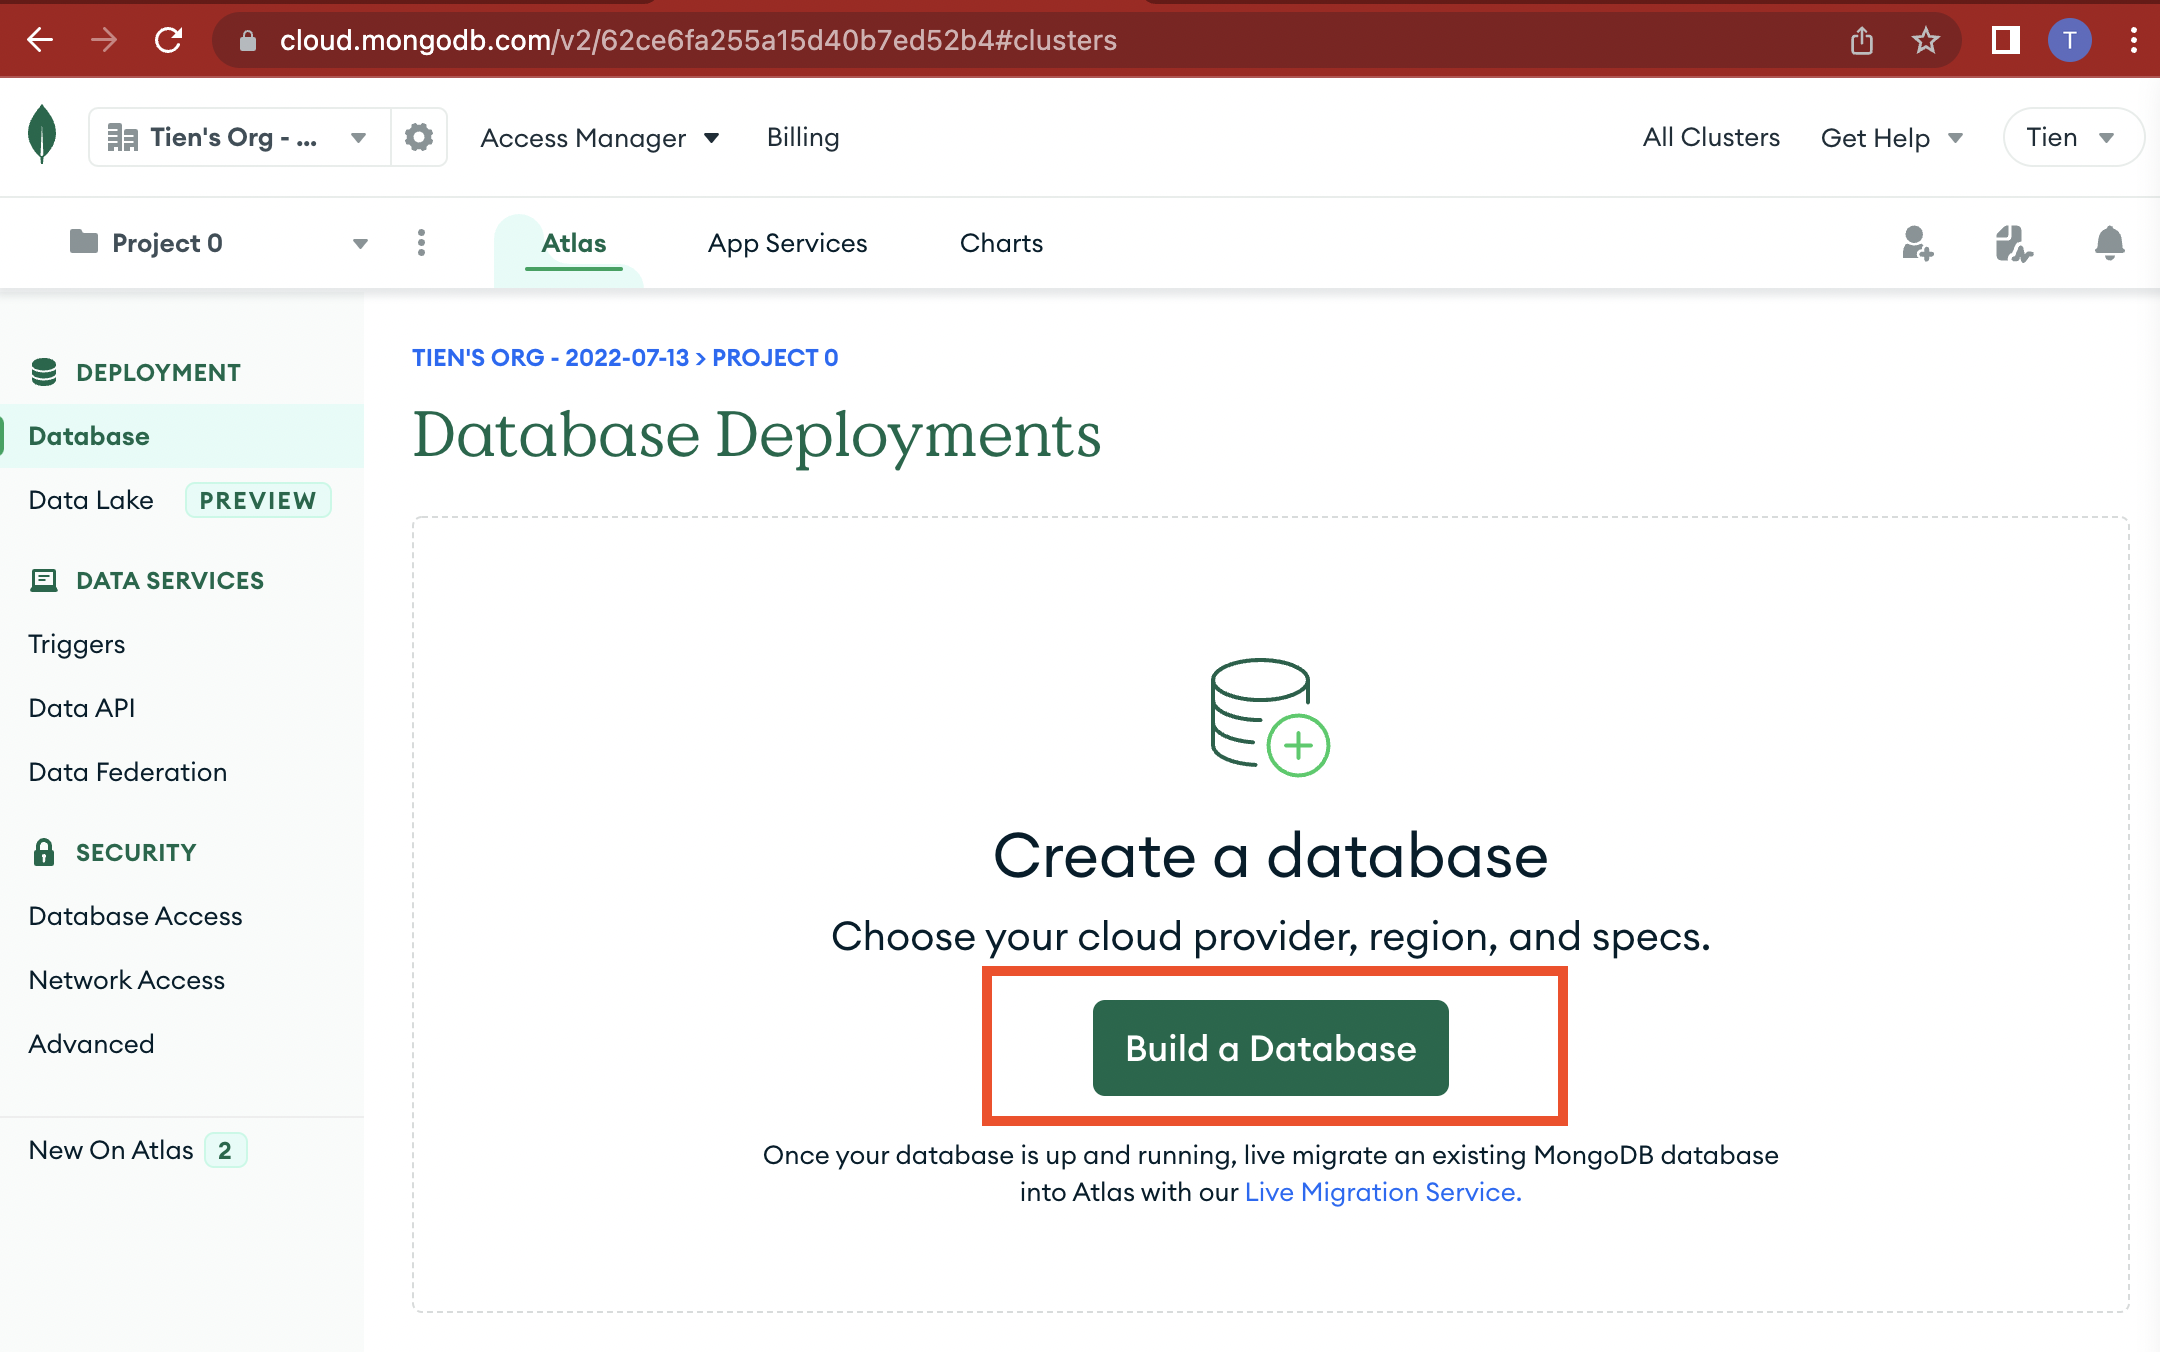 cloud.mongodb.com/v2/62ce6fa255a15d40b7ed52b4#clusters
T
Tien's Org - ...
Access Manager
Billing
All Clusters
Get Help
Tien
Project 0
Atlas
App Services
Charts
DEPLOYMENT
Database
Data Lake PREVIEW
DATA SERVICES
Triggers
Data API
Data Federation
SECURITY
Database Access
Network Access
Advanced
New On Atlas 2
TIEN'S ORG - 2022-07-13 > PROJECT 0
Database Deployments
Create a database
Choose your cloud provider, region, and specs.
Build a Database
Once your database is up and running, live migrate an existing MongoDB database
into Atlas with our Live Migration Service.